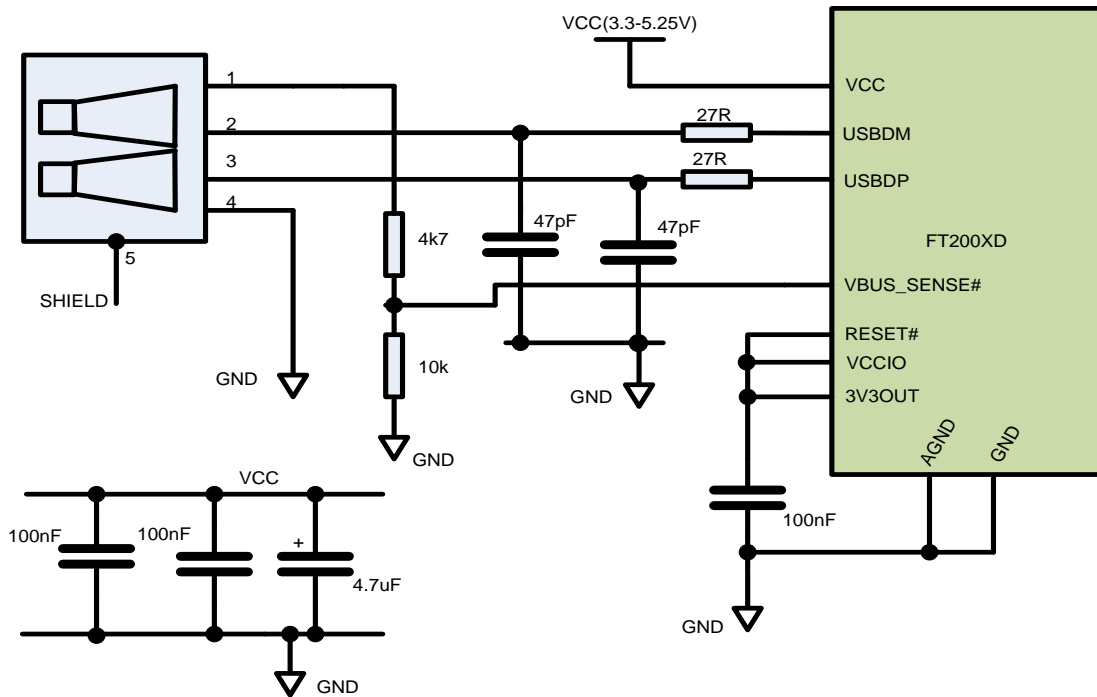 VCC(3.3-5.25V)
1
VCC
27R
2
USBDM
27R
3
USBDP
4
47pF
47pF
4k7
FT200XD
5
SHIELD
VBUS_SENSE#
RESET#
VCCIO
10k
GND
3V3OUT
GND
AGND
GND
GND
VCC
100nF
100nF
100nF
+
4.7uF
GND
GND